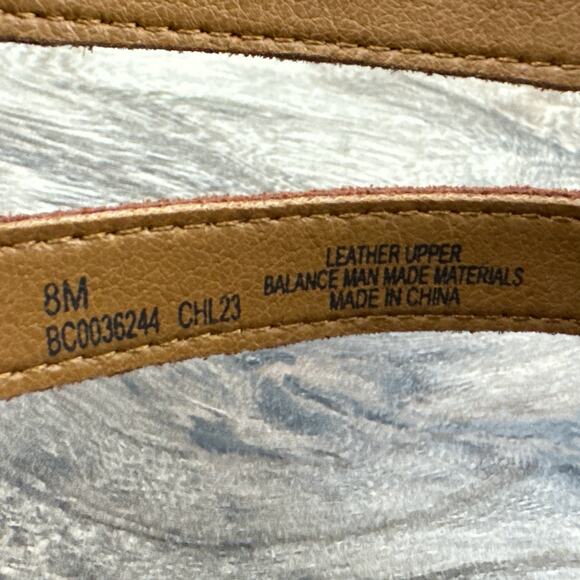 8M
BC0036244 CHL23
LEATHER UPPER
BALANCE MAN MADE MATERIALS
MADE IN CHINA